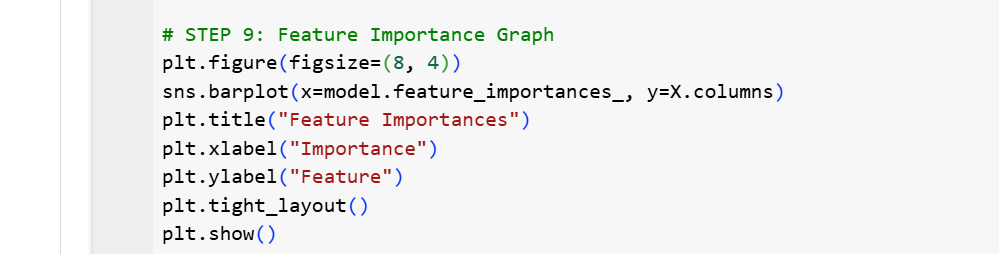 # STEP 9: Feature Importance Graph
plt.figure(figsize=(8, 4))
sns.barplot(x=model.feature_importances_, y=X.columns)
plt.title("Feature Importances")
plt.xlabel("Importance")
plt.ylabel("Feature")
plt.tight_layout()
plt.show()